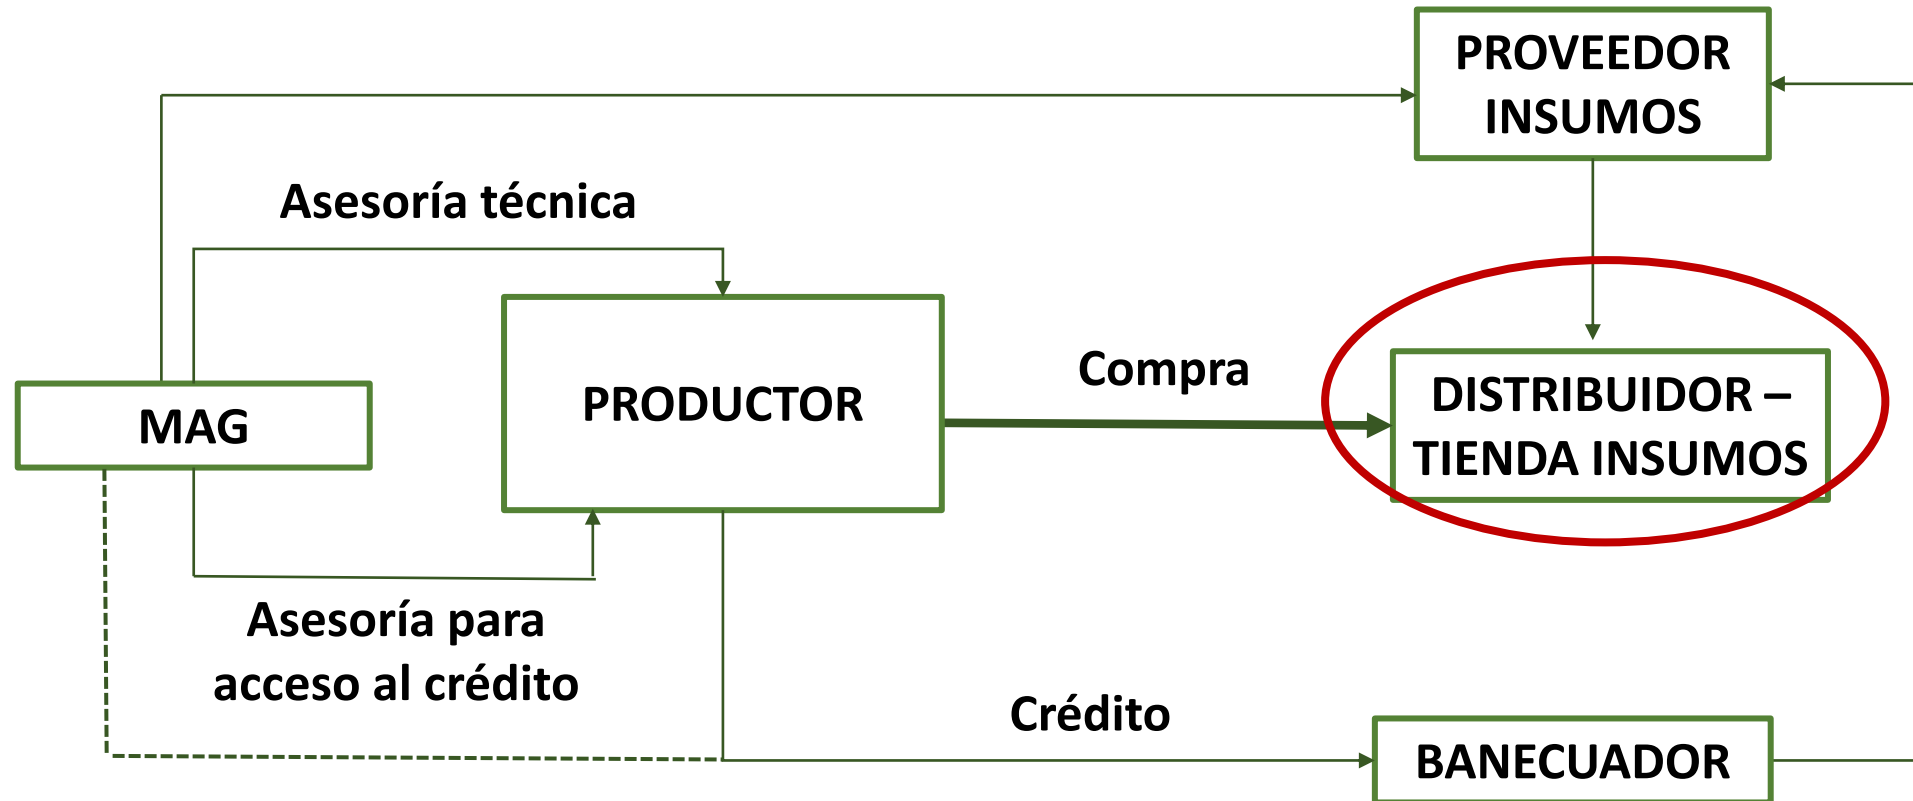 PROVEEDOR
INSUMOS
Asesoría técnica
MAG
PRODUCTOR
Compra
DISTRIBUIDOR –
TIENDA INSUMOS
Asesoría para
acceso al crédito
Crédito
BANECUADOR